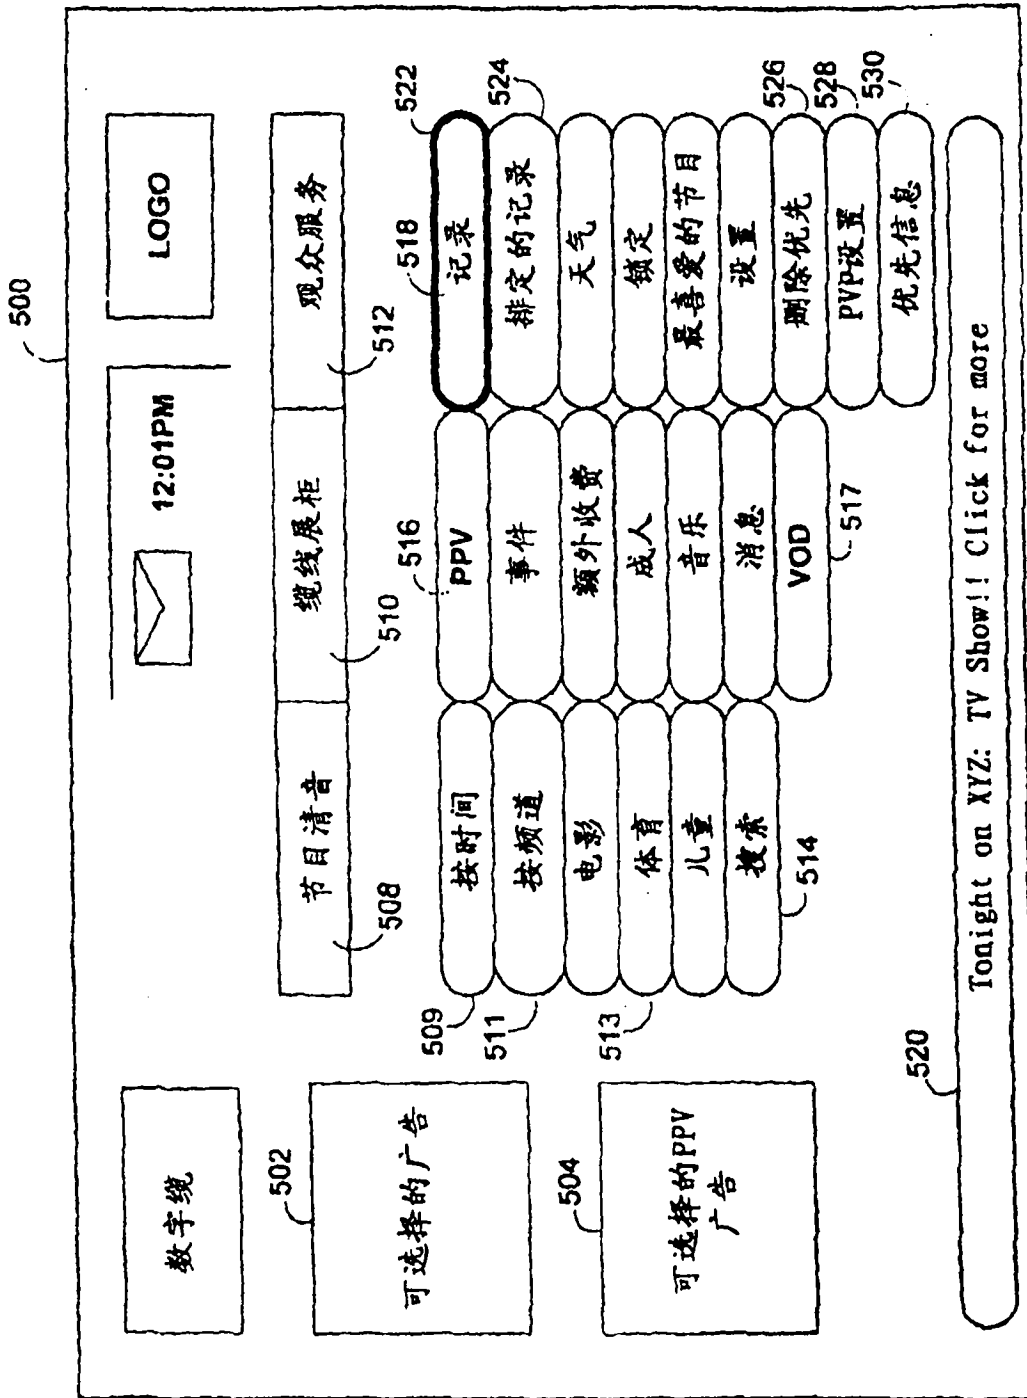 500
数字缆
12:01PM
LOGO
502
可选择的广告
504
可选择的PPV
广告
节目清音
缆线展柜
观众服务
508
510
512
516
518
522
509
按时间
PPV
记录
511
按频道
事件
排定的记录
524
电影
额外收费
天气
513
体育
成人
锁定
儿童
音乐
最喜爱的节目
搜索
消息
设置
514
VOD
删除优先
526
517
PVP设置
528
优先信息
530
520
Tonight on XYZ: TV Show!! Click for more